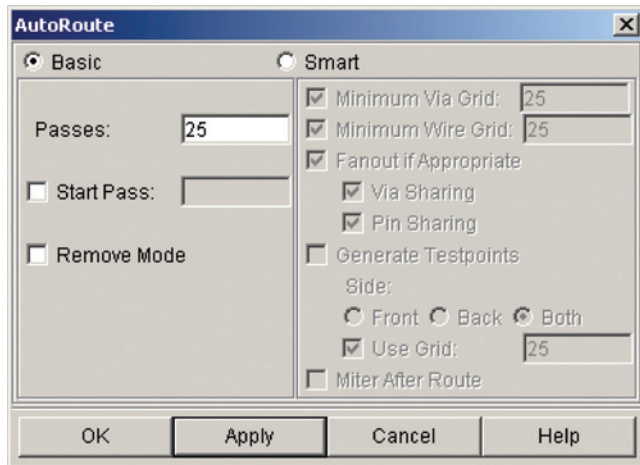 AutoRoute
Basic
Smart
Passes: 25
Start Pass:
Remove Mode
Minimum Via Grid: 25
Minimum Wire Grid: 25
Fanout if Appropriate
Via Sharing
Pin Sharing
Generate Testpoints
Side:
Front Back Both
Use Grid: 25
Miter After Route
OK Apply Cancel Help